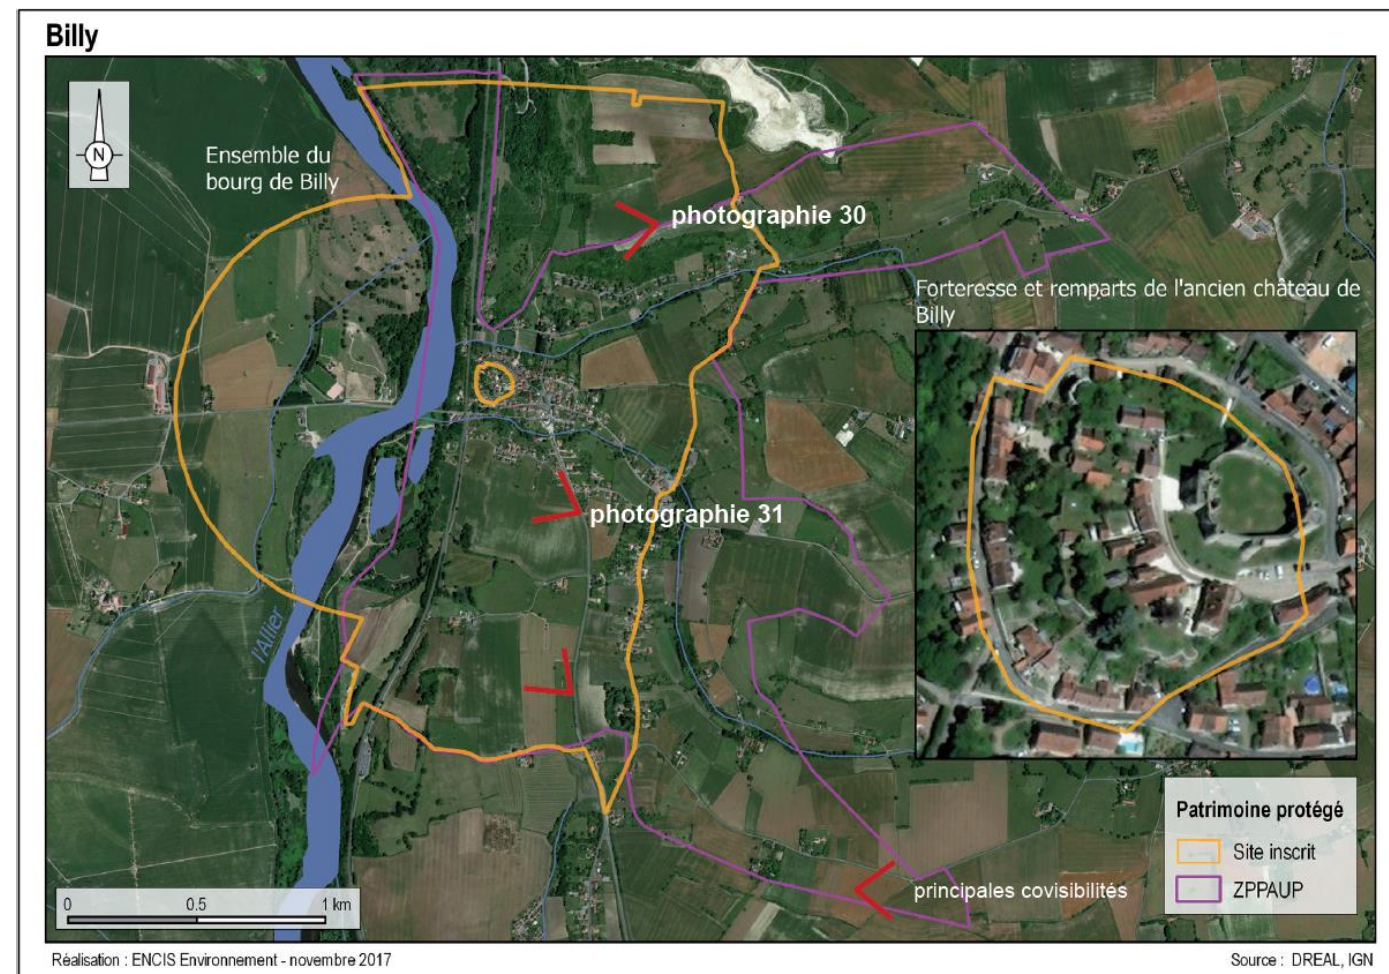 Billy
N
Ensemble du
bourg de Billy
photographie 30
Forteresse et remparts de l'ancien château de
Billy
photographie 31
l'Allier
principales covisibilités
Patrimoine protégé
Site inscrit
ZPPAUP
0 0.5 1 km
Réalisation : ENCIS Environnement - novembre 2017
Source : DREAL, IGN